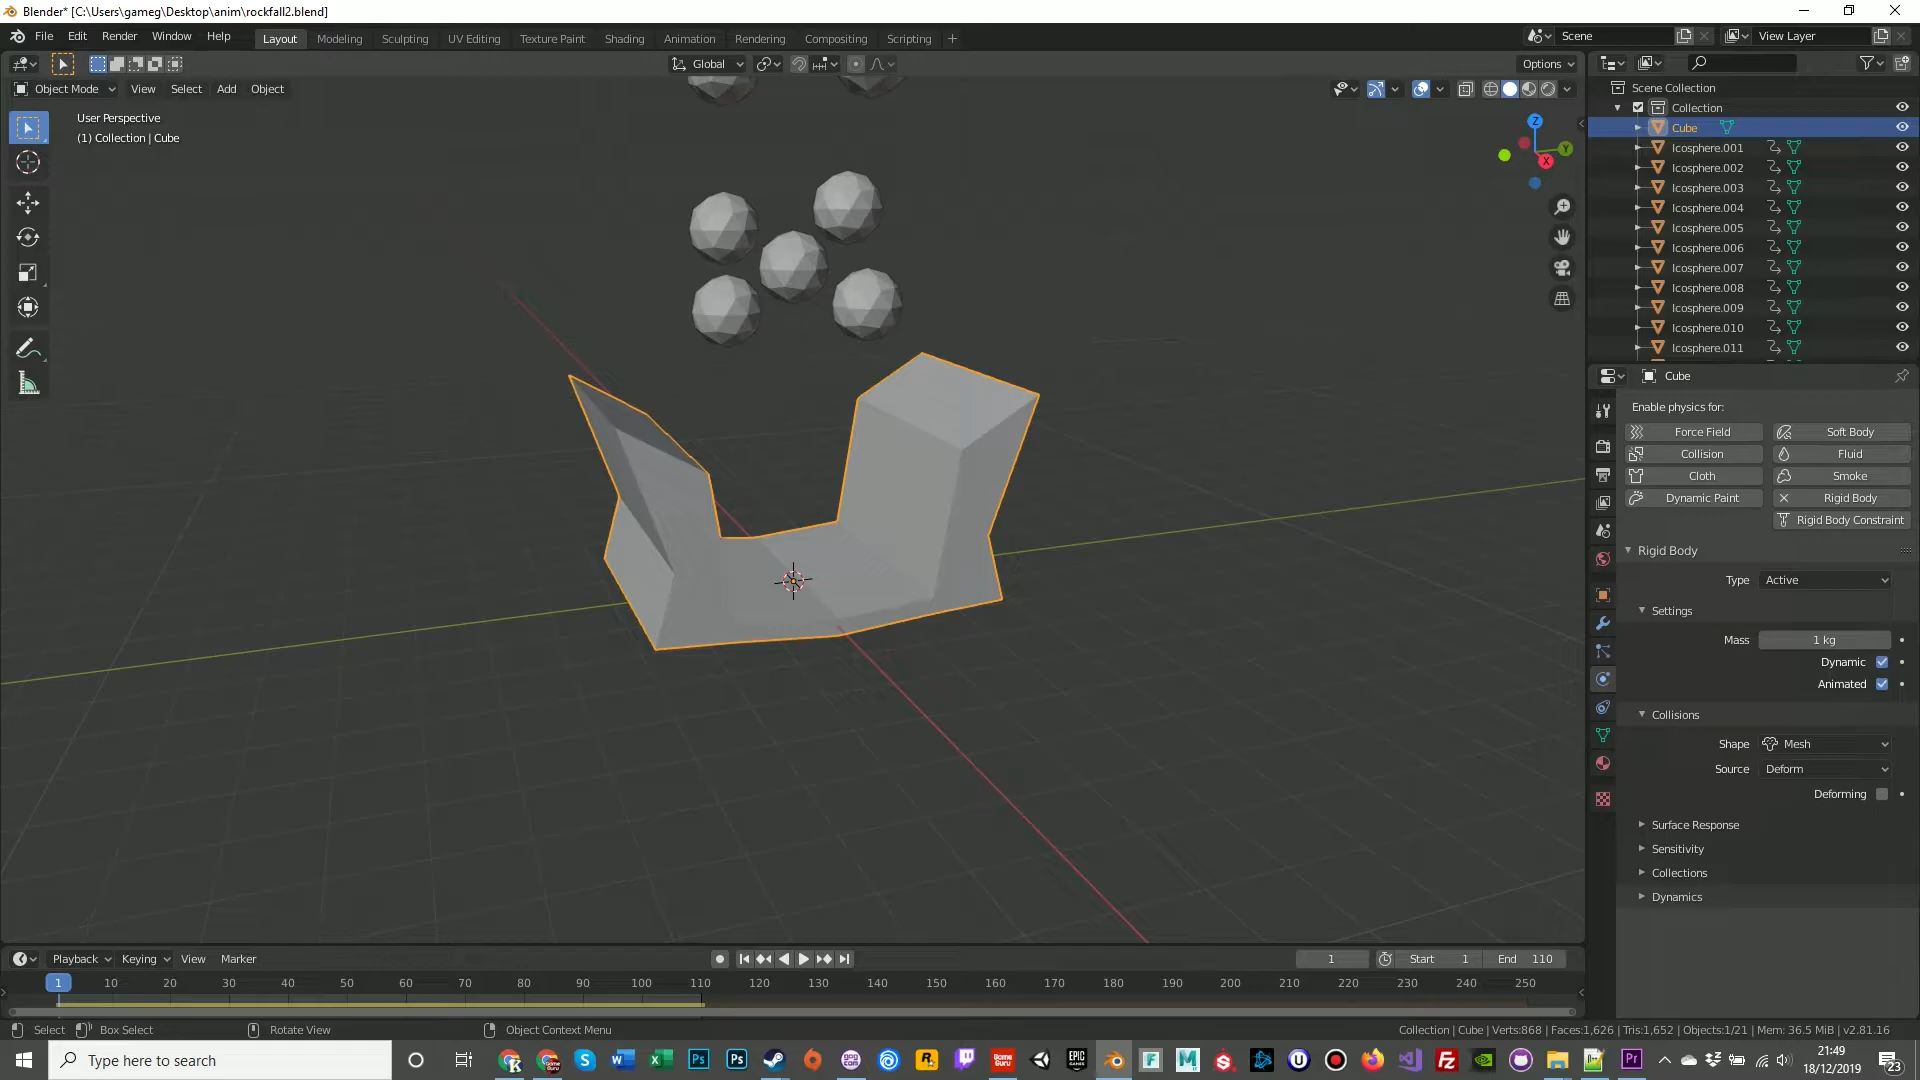 Blender* [C:\Users\gameg\Desktop\anim\rockfall2.blend]
File Edit Render Window Help Layout Modeling Sculpting UV Editing Texture Paint Shading Animation Rendering Compositing Scripting + Scene View Layer
Global Options
Object Mode View Select Add Object
User Perspective
(1) Collection | Cube
Z
Y
X
Scene Collection
Collection
Cube
Icosphere.001
Icosphere.002
Icosphere.003
Icosphere.004
Icosphere.005
Icosphere.006
Icosphere.007
Icosphere.008
Icosphere.009
Icosphere.010
Icosphere.011
Cube
Enable physics for:
Force Field Soft Body
Collision Fluid
Cloth Smoke
Dynamic Paint Rigid Body
Rigid Body Constraint
Rigid Body
Type Active
Settings
Mass 1 kg
Dynamic
Animated
Collisions
Shape Mesh
Source Deform
Deforming
Surface Response
Sensitivity
Collections
Dynamics
Playback Keying View Marker 1 Start 1 End 110
1 10 20 30 40 50 60 70 80 90 100 110 120 130 140 150 160 170 180 190 200 210 220 230 240 250
Select Box Select Rotate View Object Context Menu Collection | Cube | Verts:868 | Faces:1,626 | Tris:1,652 | Objects:1/21 | Mem: 36.5 MiB | v2.81.16
Type here to search
21:49
18/12/2019
23